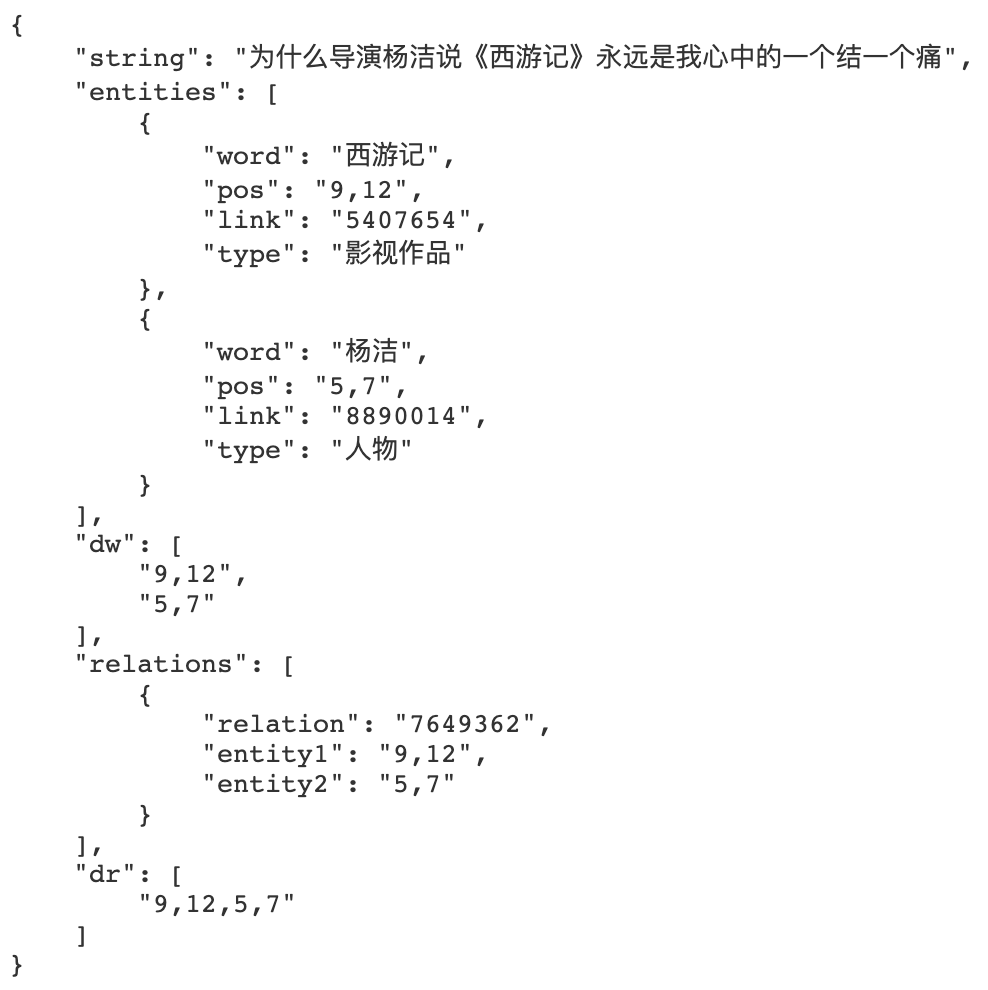 {
    "string": "为什么导演杨洁说《西游记》永远是我心中的一个结一个痛",
    "entities": [
        {
            "word": "西游记",
            "pos": "9,12",
            "link": "5407654",
            "type": "影视作品"
        },
        {
            "word": "杨洁",
            "pos": "5,7",
            "link": "8890014",
            "type": "人物"
        }
    ],
    "dw": [
        "9,12",
        "5,7"
    ],
    "relations": [
        {
            "relation": "7649362",
            "entity1": "9,12",
            "entity2": "5,7"
        }
    ],
    "dr": [
        "9,12,5,7"
    ]
}